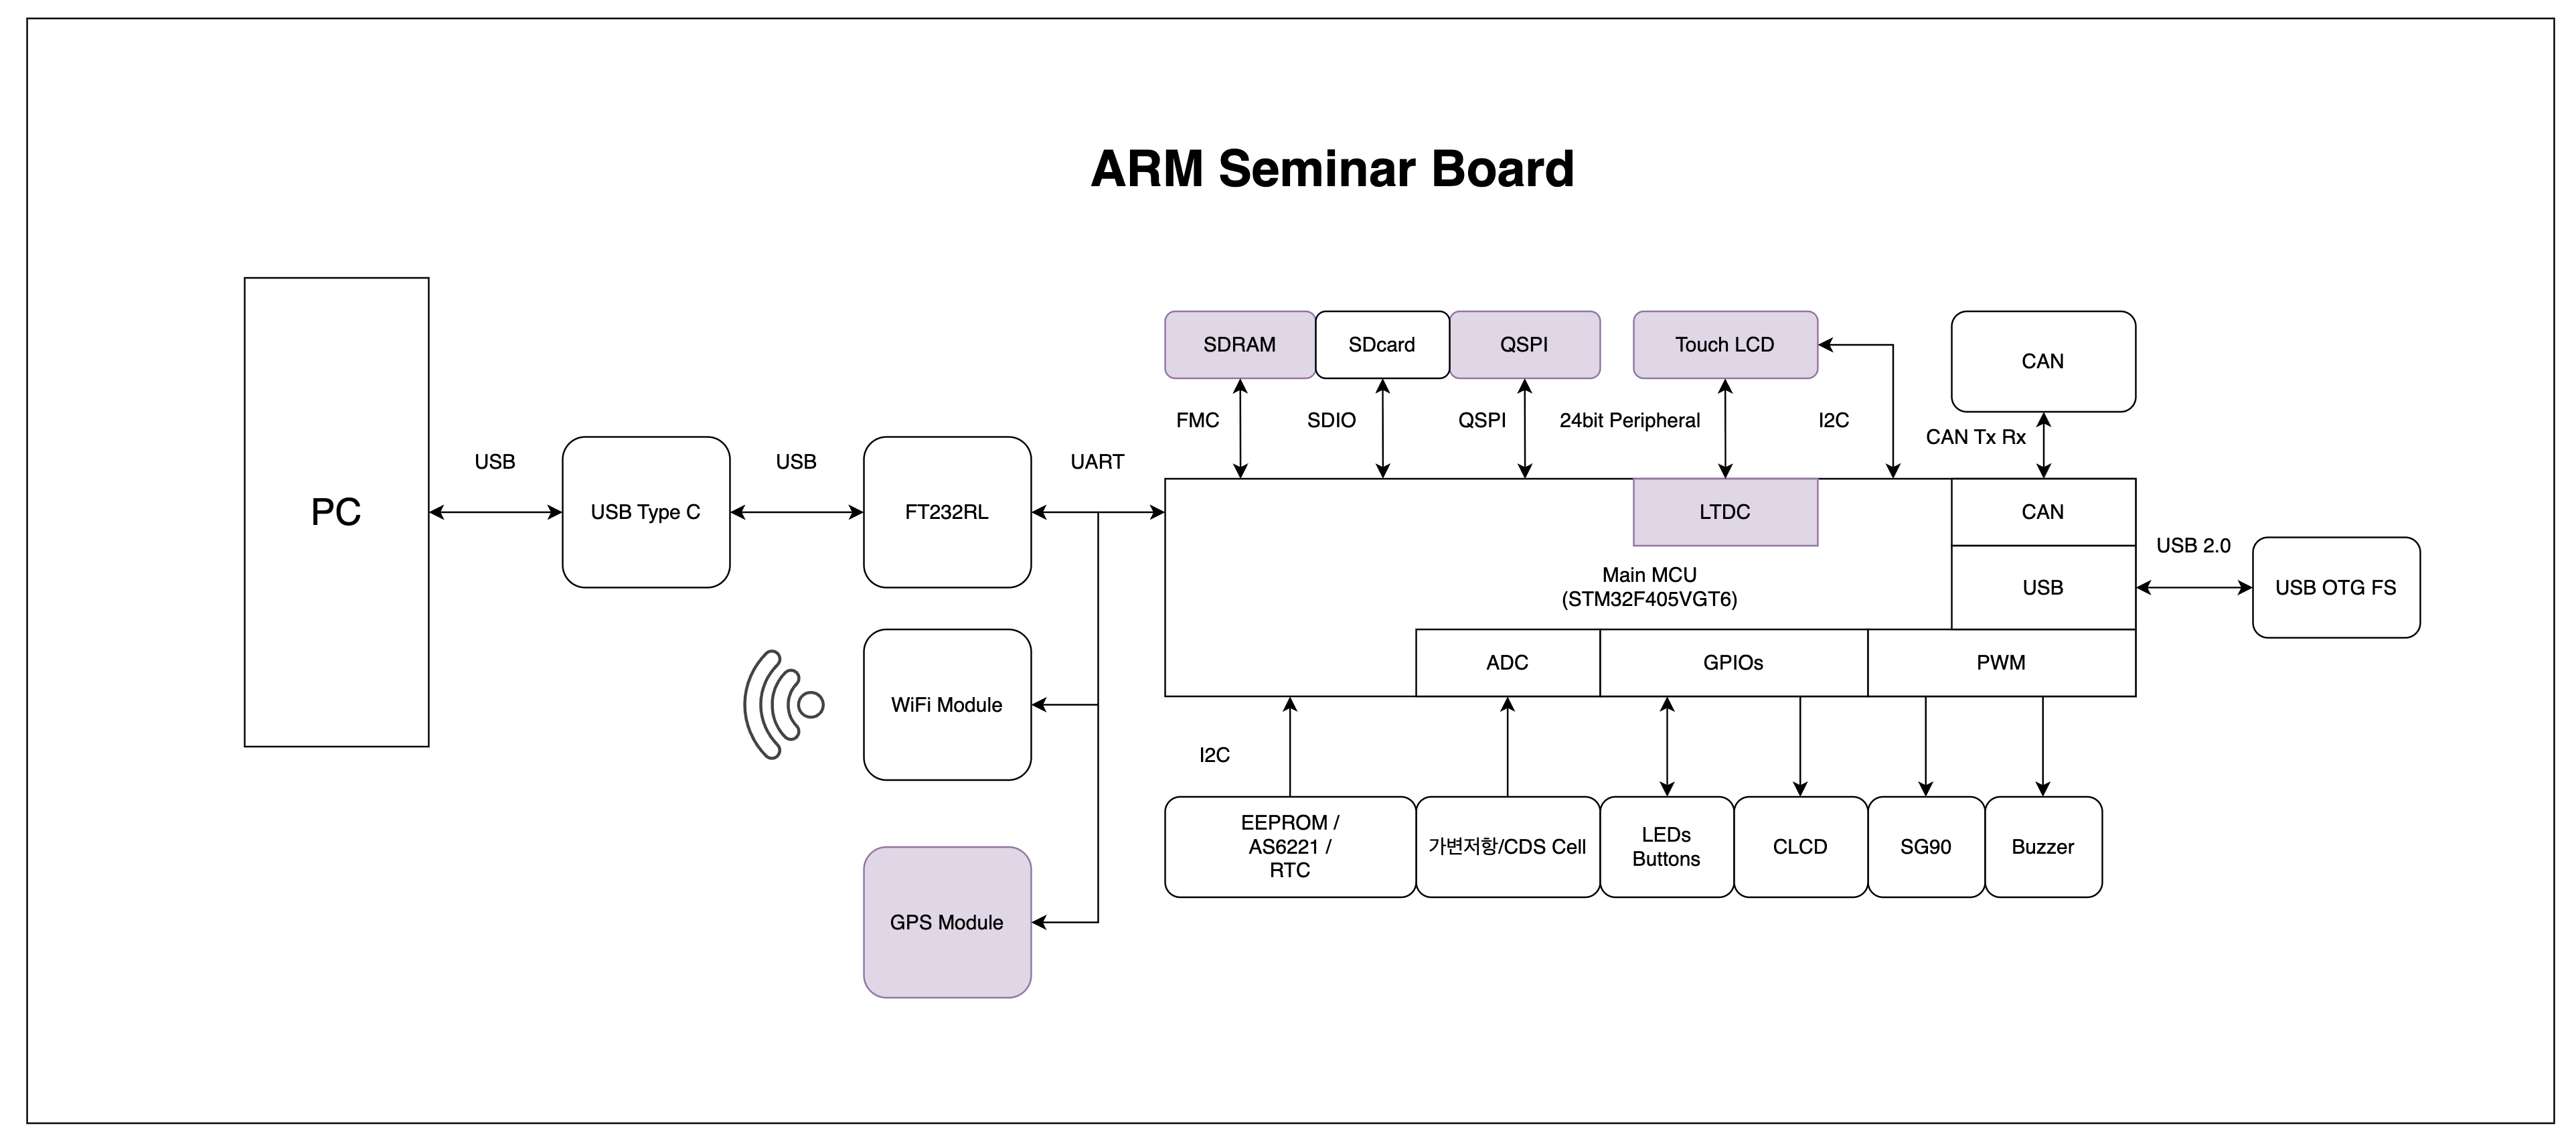 ARM Seminar Board
PC
USB
USB Type C
USB
FT232RL
UART
WiFi Module
GPS Module
SDRAM
SDcard
QSPI
Touch LCD
CAN
FMC
SDIO
QSPI
24bit Peripheral
I2C
CAN Tx Rx
LTDC
CAN
Main MCU
(STM32F405VGT6)
USB
USB 2.0
USB OTG FS
ADC
GPIOs
PWM
I2C
EEPROM /
AS6221 /
RTC
가변저항/CDS Cell
LEDs
Buttons
CLCD
SG90
Buzzer